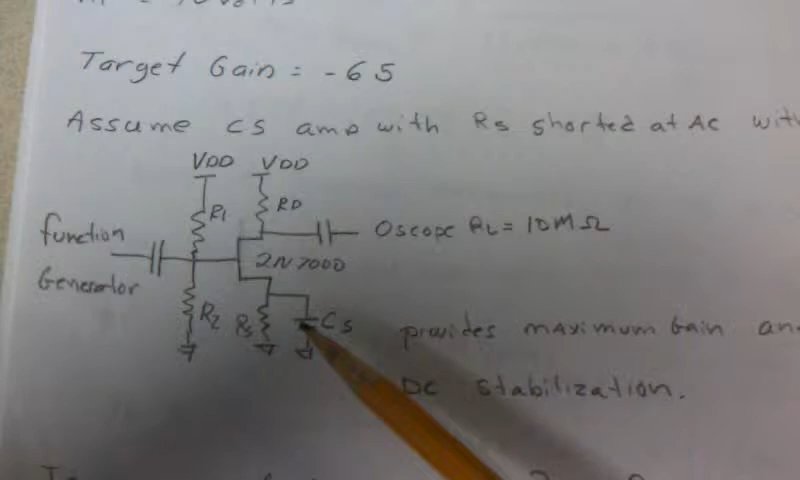 Target Gain = -65
Assume CS amp with Rs shorted at AC with
VDD VDD
R1 RD
function Generator
Oscope RL = 10MΩ
2N7000
R2 Rs Cs
provides maximum Gain an
DC stabilization.